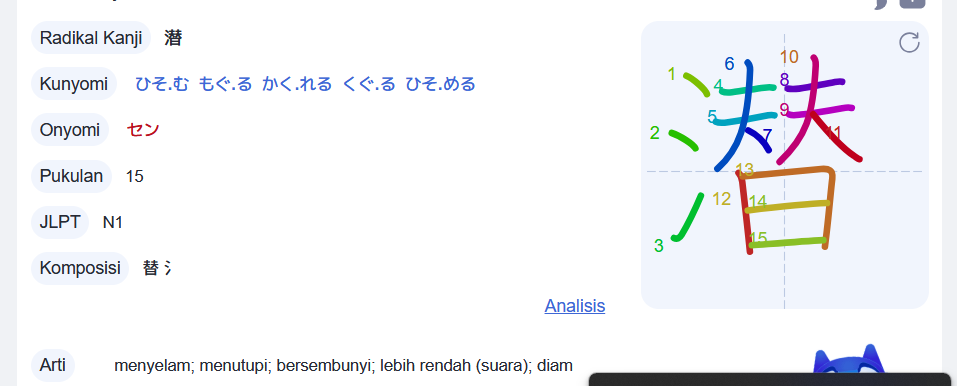 Radikal Kanji 潜
Kunyomi ひそ.む もぐ.る かく.れる くぐ.る ひそ.める
Onyomi セン
Pukulan 15
JLPT N1
Komposisi 替 氵
Analisis
Arti menyelam; menutupi; bersembunyi; lebih rendah (suara); diam
1
2
3
4
5
6
7
8
9
10
11
12
13
14
15